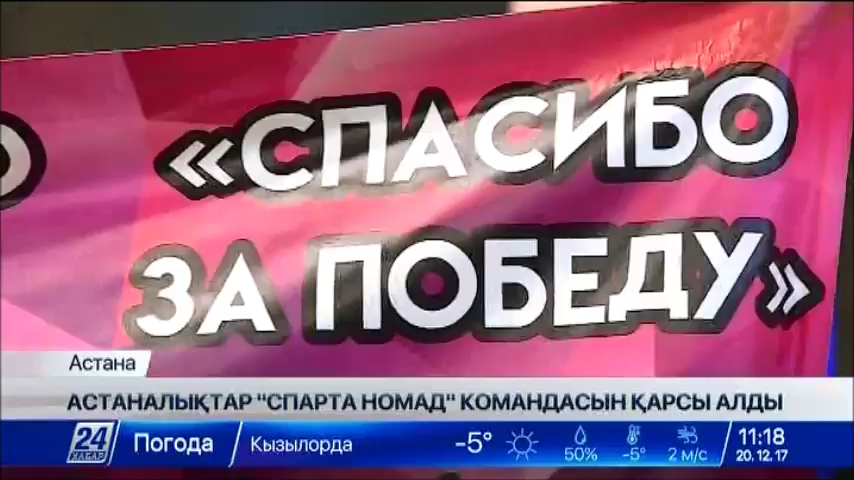 «СПАСИБО
ЗА ПОБЕДУ»
Астана
АСТАНАЛЫҚТАР "СПАРТА НОМАД" КОМАНДАСЫН ҚАРСЫ АЛДЫ
24 ХАБАР Погода Кызылорда -5° 50% -5° 2 м/с 11:18
20.12.17